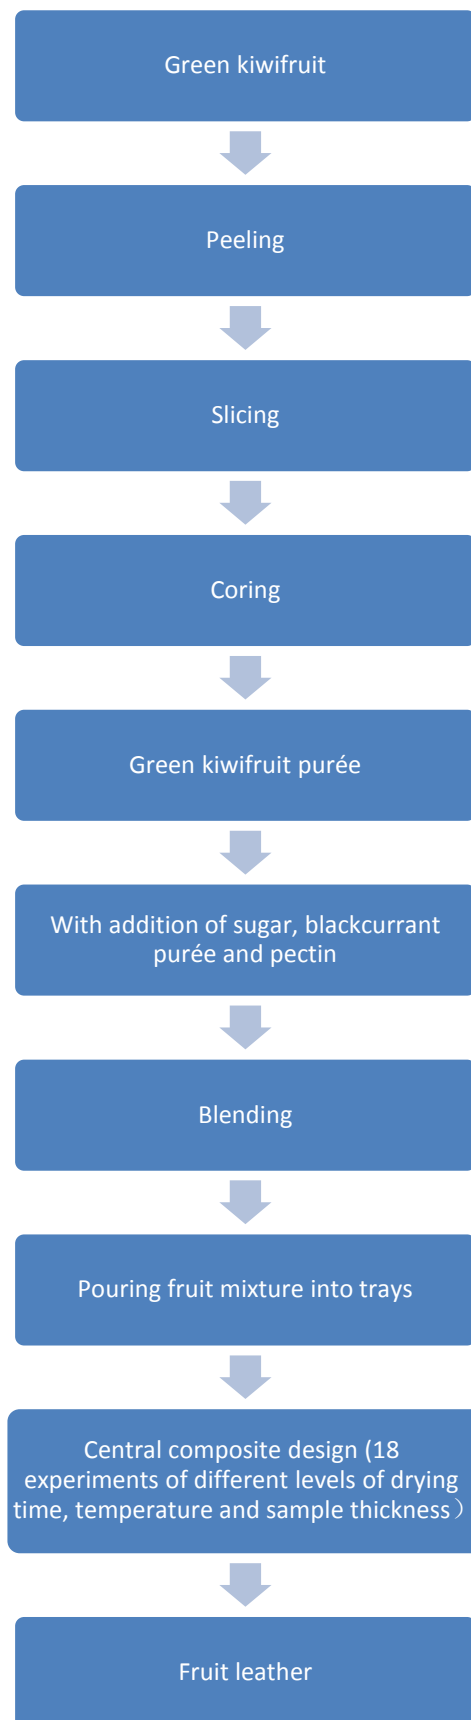 Green kiwifruit
Peeling
Slicing
Coring
Green kiwifruit purée
With addition of sugar, blackcurrant
purée and pectin
Blending
Pouring fruit mixture into trays
Central composite design (18
experiments of different levels of drying
time, temperature and sample thickness）
Fruit leather